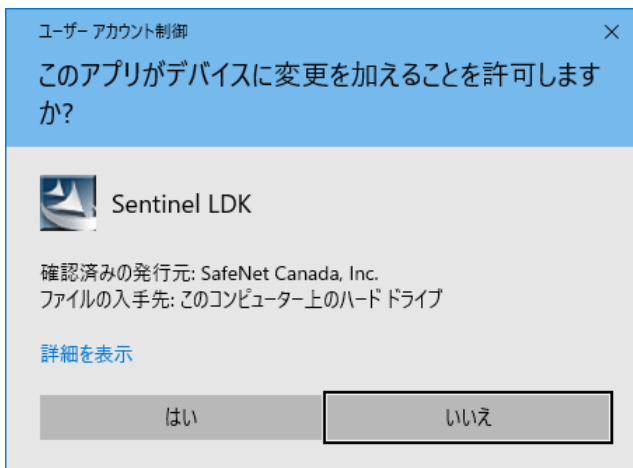 ユーザー アカウント制御
このアプリがデバイスに変更を加えることを許可します
か?
Sentinel LDK
確認済みの発行元: SafeNet Canada, Inc.
ファイルの入手先: このコンピューター上のハード ドライブ
詳細を表示
はい
いいえ